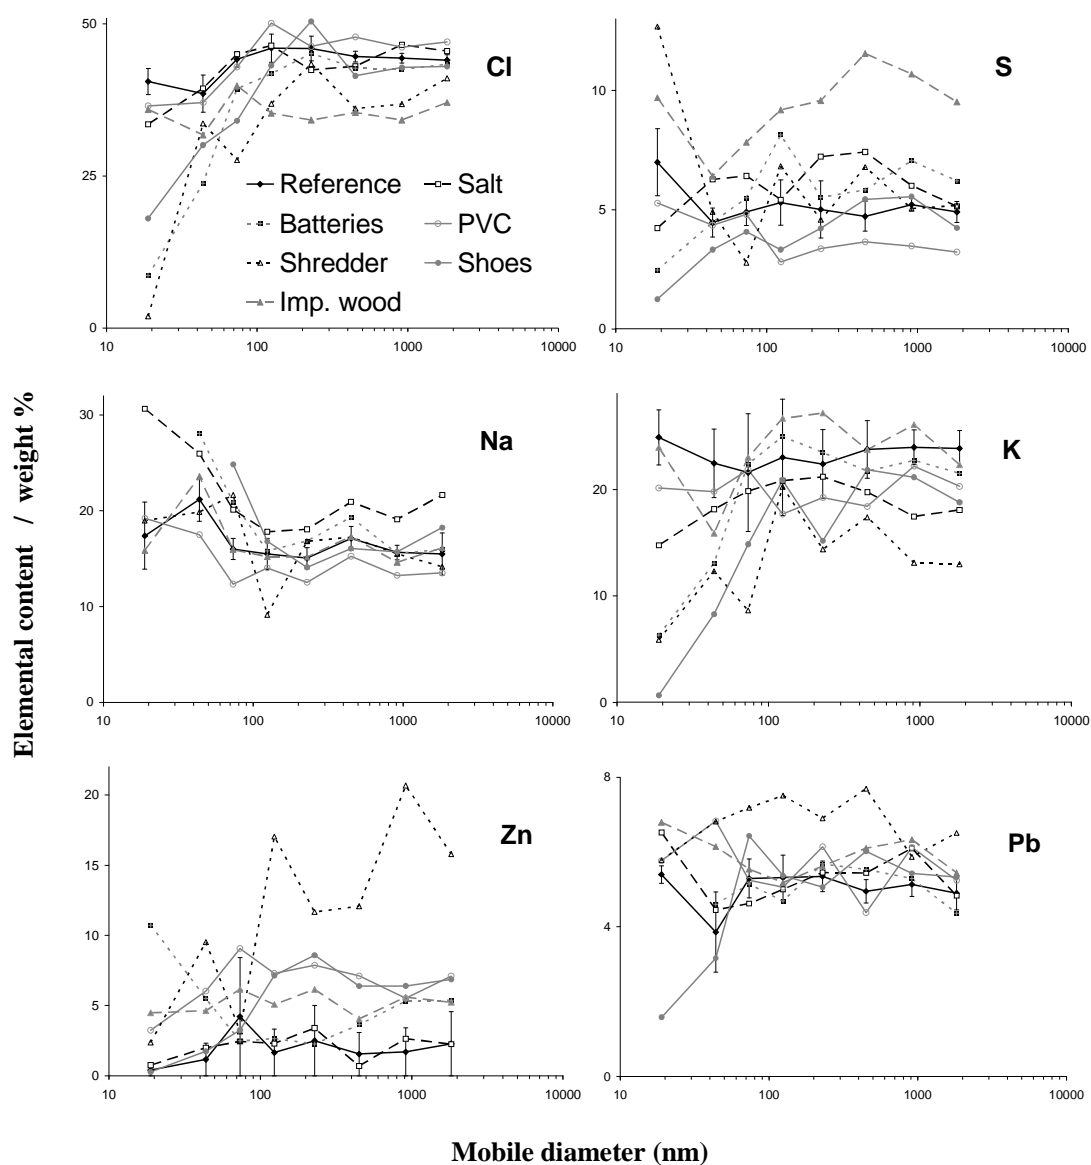 50
25
0
10 100 1000 10000
Cl
Reference Salt
Batteries PVC
Shredder Shoes
Imp. wood
10
5
0
10 100 1000 10000
S
30
20
10
0
10 100 1000 10000
Na
20
10
0
10 100 1000 10000
K
20
15
10
5
0
10 100 1000 10000
Zn
8
4
0
10 100 1000 10000
Pb
Elemental content / weight %
Mobile diameter (nm)